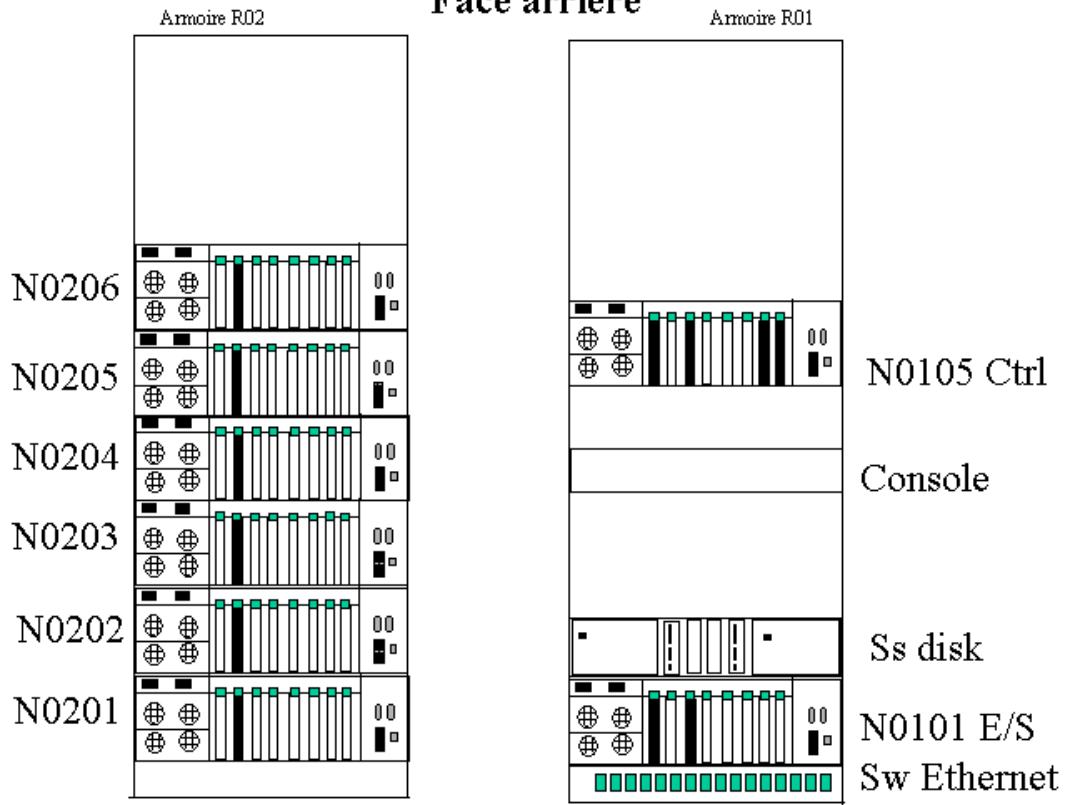 Face arrière
Armoire R02
Armoire R01
N0206
N0205
N0204
N0203
N0202
N0201
N0105 Ctrl
Console
Ss disk
N0101 E/S
Sw Ethernet